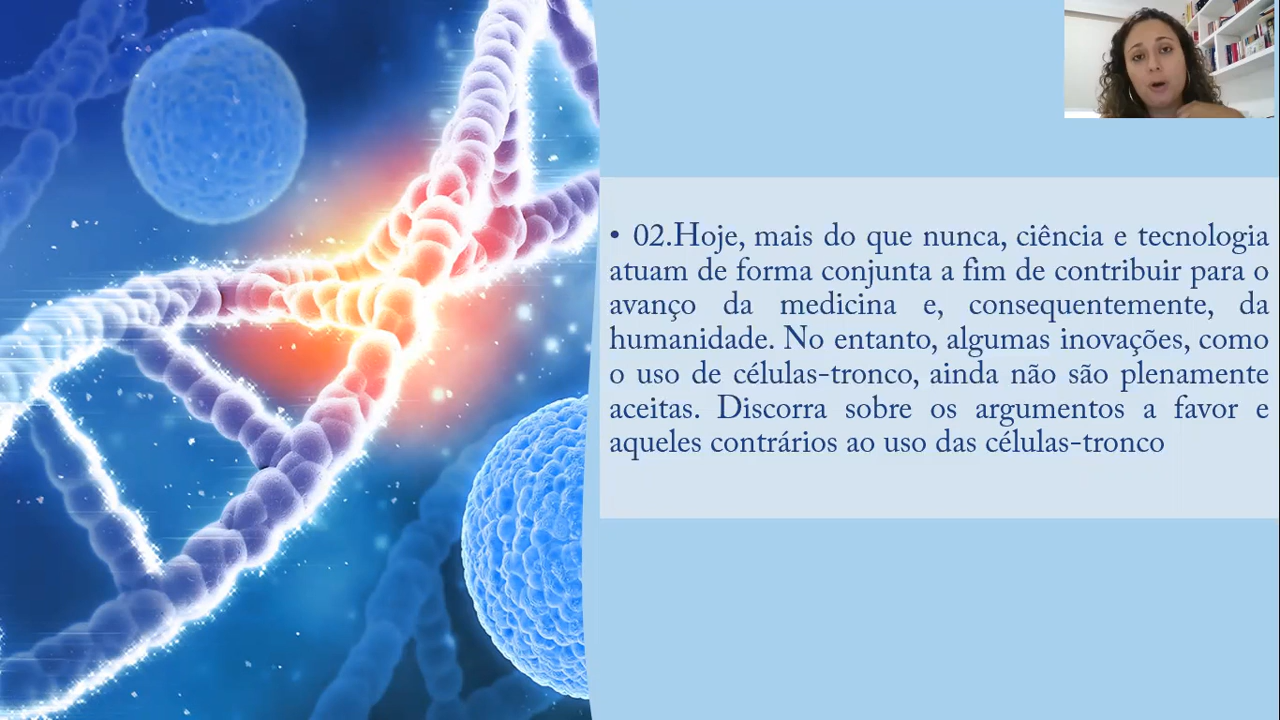 • 02.Hoje, mais do que nunca, ciência e tecnologia
atuam de forma conjunta a fim de contribuir para o
avanço da medicina e, consequentemente, da
humanidade. No entanto, algumas inovações, como
o uso de células-tronco, ainda não são plenamente
aceitas. Discorra sobre os argumentos a favor e
aqueles contrários ao uso das células-tronco